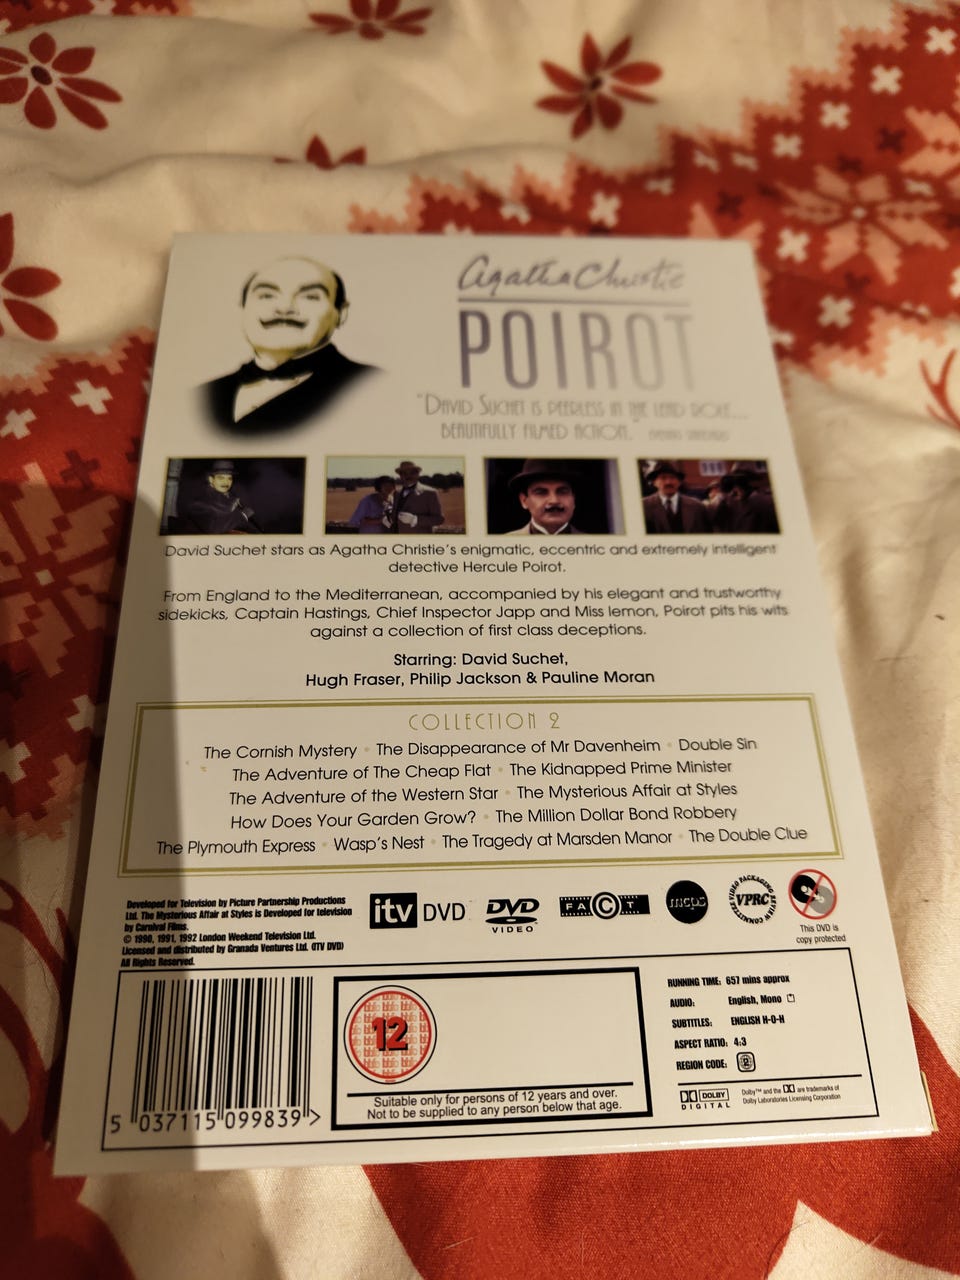 Agatha Christie
POIROT
"DAVID SUCHET IS PEERLESS IN THE LEAD ROLE...
BEAUTIFULLY FILMED ACTION." EVENING STANDARD
David Suchet stars as Agatha Christie's enigmatic, eccentric and extremely intelligent
detective Hercule Poirot.
From England to the Mediterranean, accompanied by his elegant and trustworthy
sidekicks, Captain Hastings, Chief Inspector Japp and Miss lemon, Poirot pits his wits
against a collection of first class deceptions.
Starring: David Suchet,
Hugh Fraser, Philip Jackson & Pauline Moran
COLLECTION 2
The Cornish Mystery • The Disappearance of Mr Davenheim • Double Sin
The Adventure of The Cheap Flat • The Kidnapped Prime Minister
The Adventure of the Western Star • The Mysterious Affair at Styles
How Does Your Garden Grow? • The Million Dollar Bond Robbery
The Plymouth Express • Wasp's Nest • The Tragedy at Marsden Manor • The Double Clue
Developed for Television by Picture Partnership Productions
Ltd. The Mysterious Affair at Styles is Developed for television
by Carnival Films.
© 1990, 1991, 1992 London Weekend Television Ltd.
Licensed and distributed by Granada Ventures Ltd. (ITV DVD)
All Rights Reserved.
itv DVD
DVD
VIDEO
FACT
mcps
VIDEO PACKAGING REVIEW COMMITTEE
VPRC
This DVD is
copy protected
5 037115 099839 >
12
Suitable only for persons of 12 years and over.
Not to be supplied to any person below that age.
RUNNING TIME: 657 mins approx
AUDIO: English, Mono
SUBTITLES: ENGLISH H-O-H
ASPECT RATIO: 4:3
REGION CODE: 2
DOLBY
DIGITAL
Dolby™ and the DD are trademarks of
Dolby Laboratories Licensing Corporation